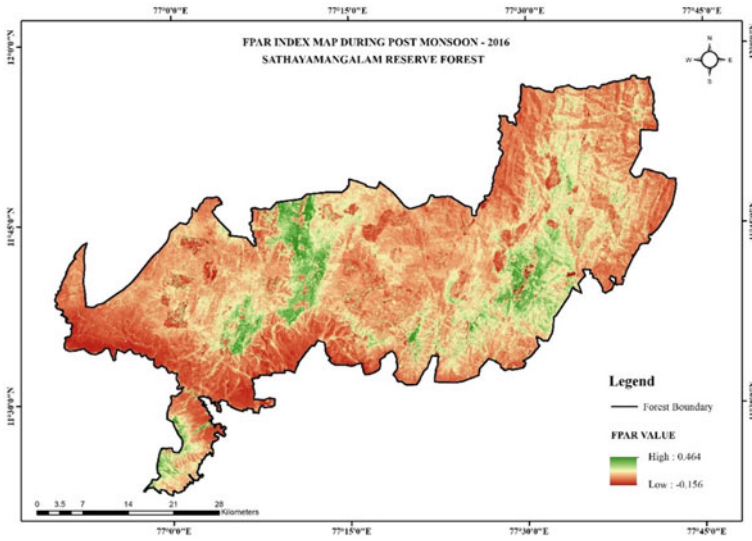 77°0'0"E 77°15'0"E 77°30'0"E 77°45'0"E
FPAR INDEX MAP DURING POST MONSOON - 2016
SATHAYAMANGALAM RESERVE FOREST
N
W E
S
12°0'0"N
11°45'0"N
11°30'0"N
Legend
Forest Boundary
FPAR VALUE
High : 0.464
Low : -0.156
0 3.5 7 14 21 28
Kilometers
77°0'0"E 77°15'0"E 77°30'0"E 77°45'0"E